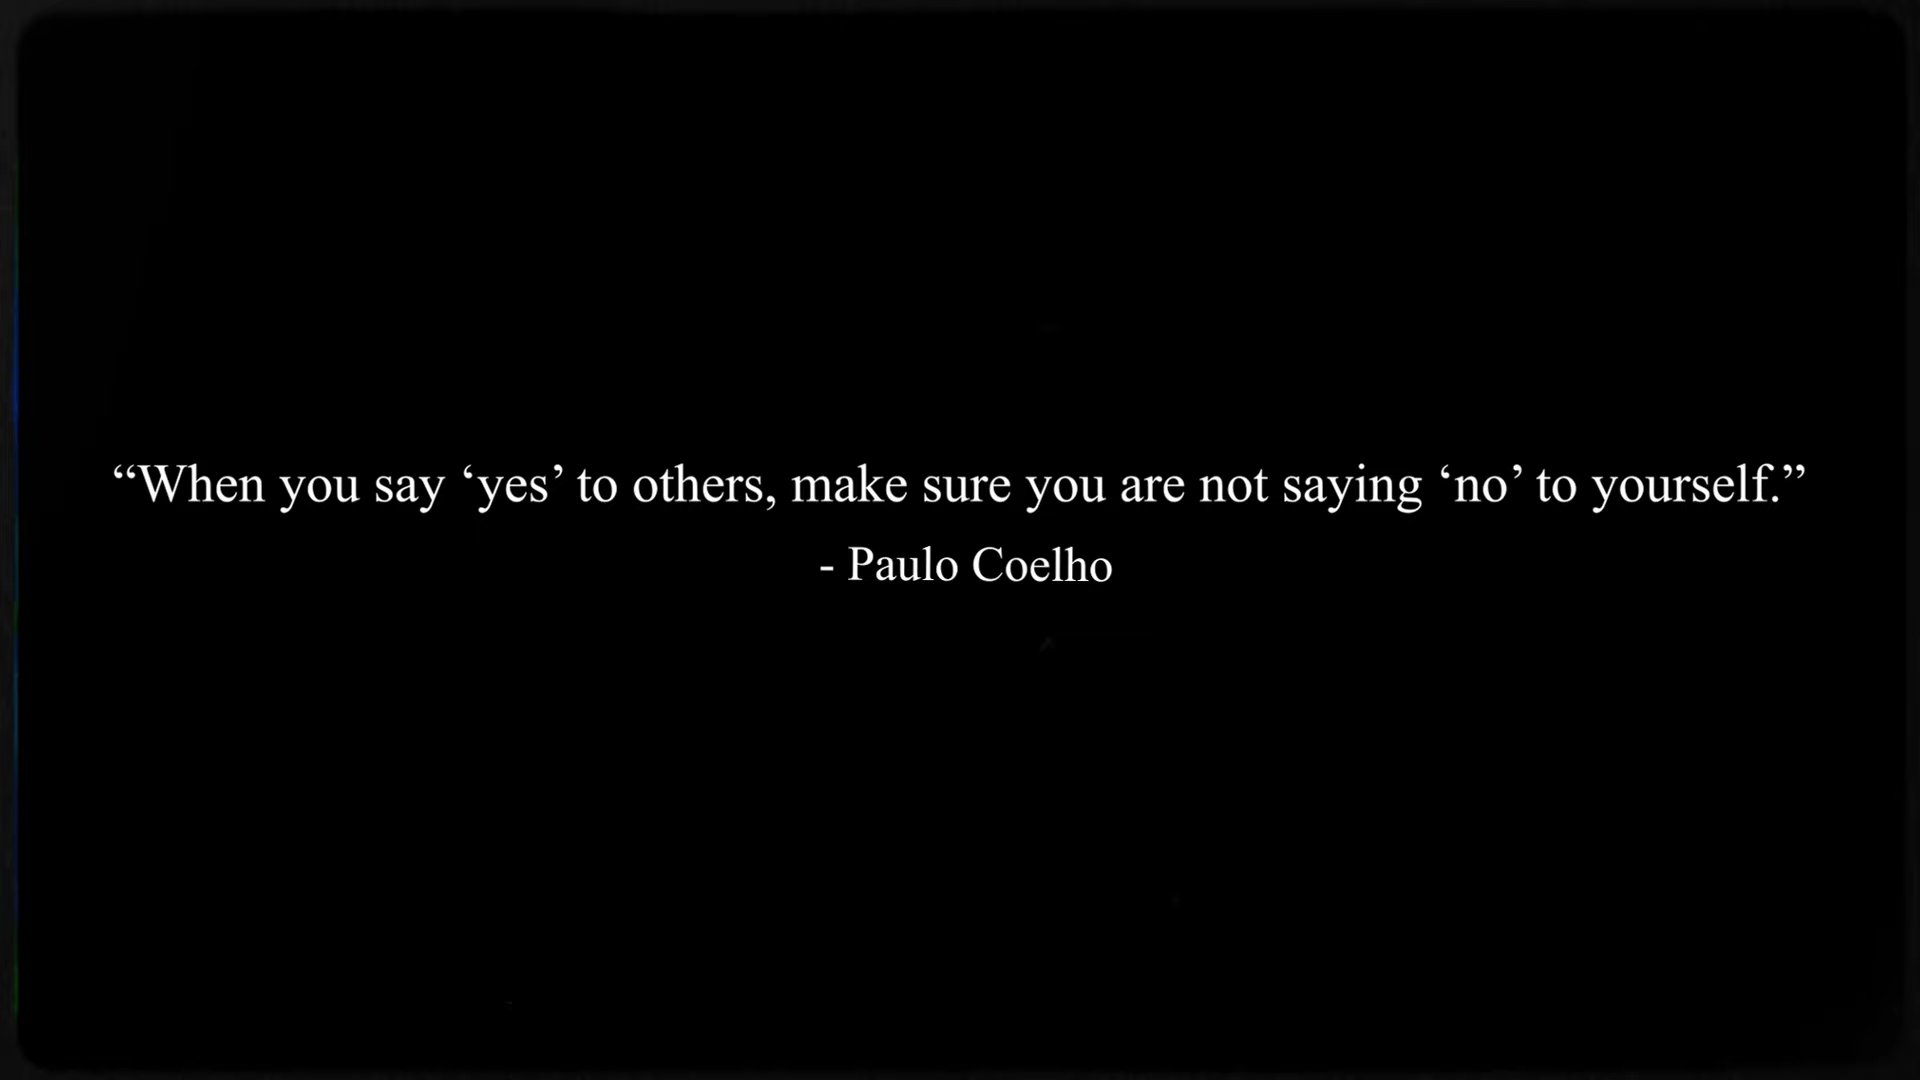 “When you say ‘yes’ to others, make sure you are not saying ‘no’ to yourself.”
- Paulo Coelho